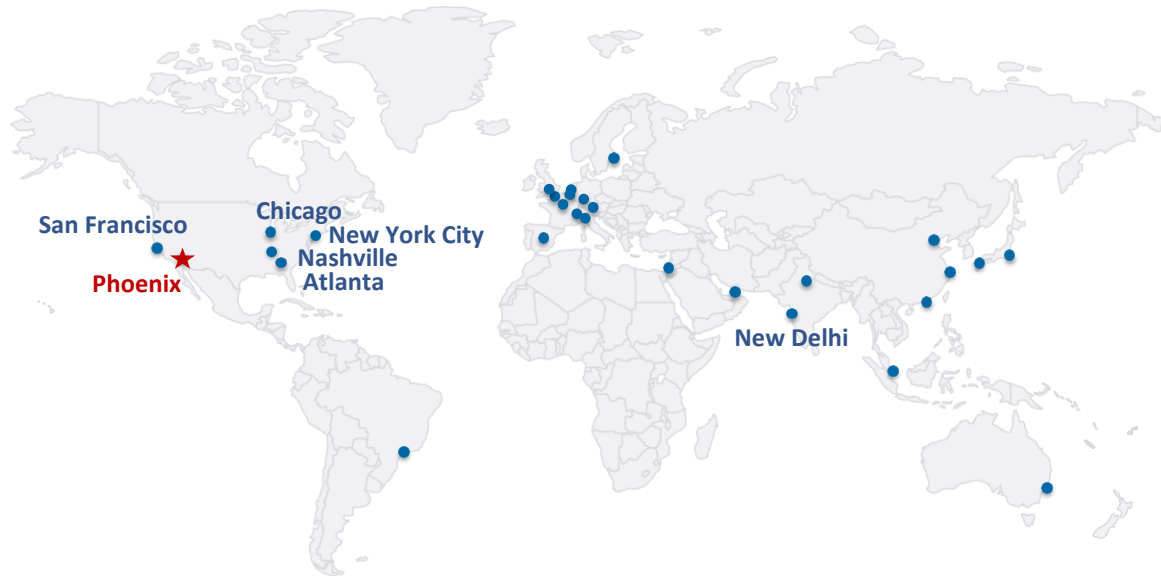 San Francisco
Chicago
New York City
Nashville
Phoenix
Atlanta
New Delhi